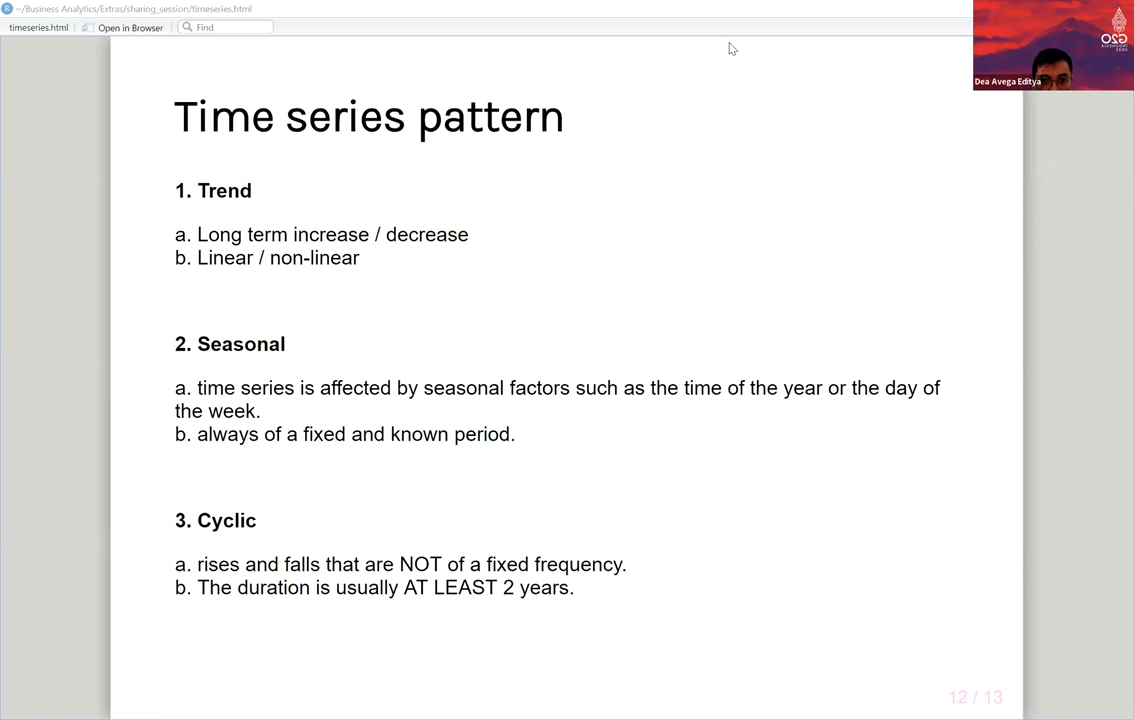 ~/Business Analytics/Extras/sharing_session/timeseries.html
timeseries.html
Open in Browser
Find
G20
Dea Avega Editya
Time series pattern
1. Trend
a. Long term increase / decrease
b. Linear / non-linear
2. Seasonal
a. time series is affected by seasonal factors such as the time of the year or the day of
the week.
b. always of a fixed and known period.
3. Cyclic
a. rises and falls that are NOT of a fixed frequency.
b. The duration is usually AT LEAST 2 years.
12 / 13